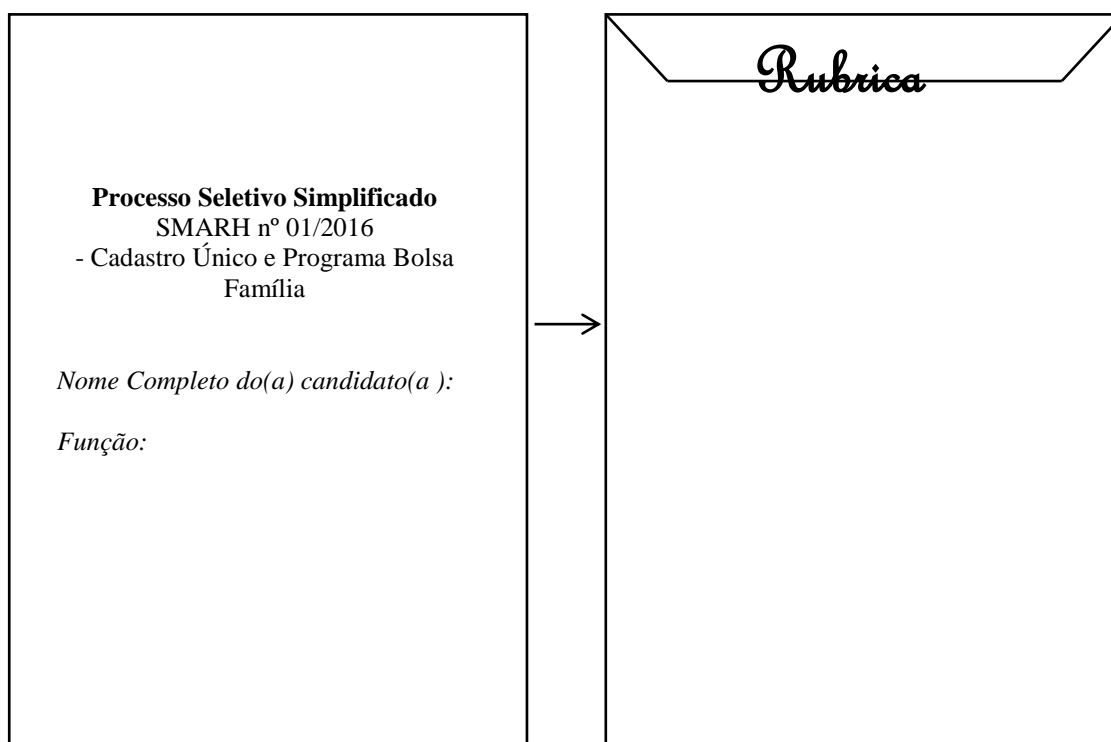 Processo Seletivo Simplificado
SMARH nº 01/2016
- Cadastro Único e Programa Bolsa
Família
Nome Completo do(a) candidato(a ):
Função:
Rubrica